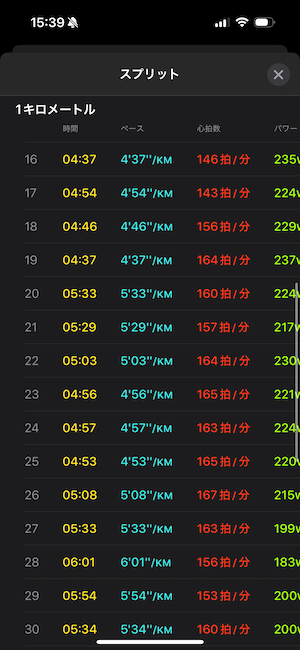 15:39
スプリット
1キロメートル
時間 ペース 心拍数 パワー
16 04:37 4'37''/KM 146拍/分 235w
17 04:54 4'54''/KM 143拍/分 224w
18 04:46 4'46''/KM 156拍/分 229w
19 04:37 4'37''/KM 164拍/分 237w
20 05:33 5'33''/KM 160拍/分 224w
21 05:29 5'29''/KM 157拍/分 217w
22 05:03 5'03''/KM 164拍/分 230w
23 04:56 4'56''/KM 165拍/分 221w
24 04:57 4'57''/KM 163拍/分 224w
25 04:53 4'53''/KM 165拍/分 220w
26 05:08 5'08''/KM 167拍/分 215w
27 05:33 5'33''/KM 163拍/分 199w
28 06:01 6'01''/KM 156拍/分 183w
29 05:54 5'54''/KM 153拍/分 200w
30 05:34 5'34''/KM 160拍/分 200w